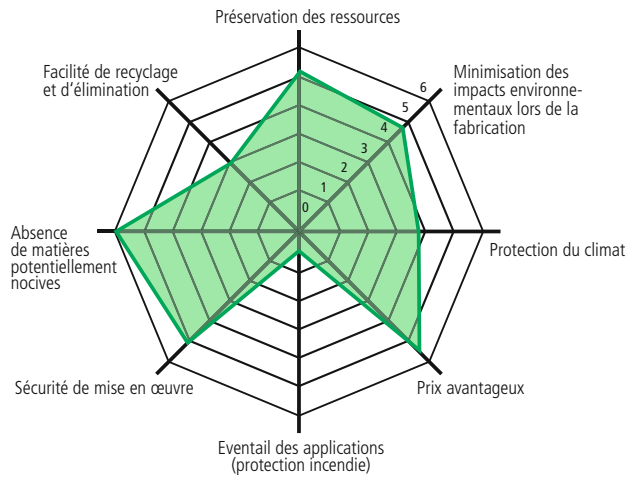 Préservation des ressources
Facilité de recyclage
et d‘élimination
Minimisation des
impacts environne-
mentaux lors de la
fabrication
6
5
4
3
2
1
0
Absence
de matières
potentiellement
nocives
Protection du climat
Sécurité de mise en œuvre
Prix avantageux
Eventail des applications
(protection incendie)